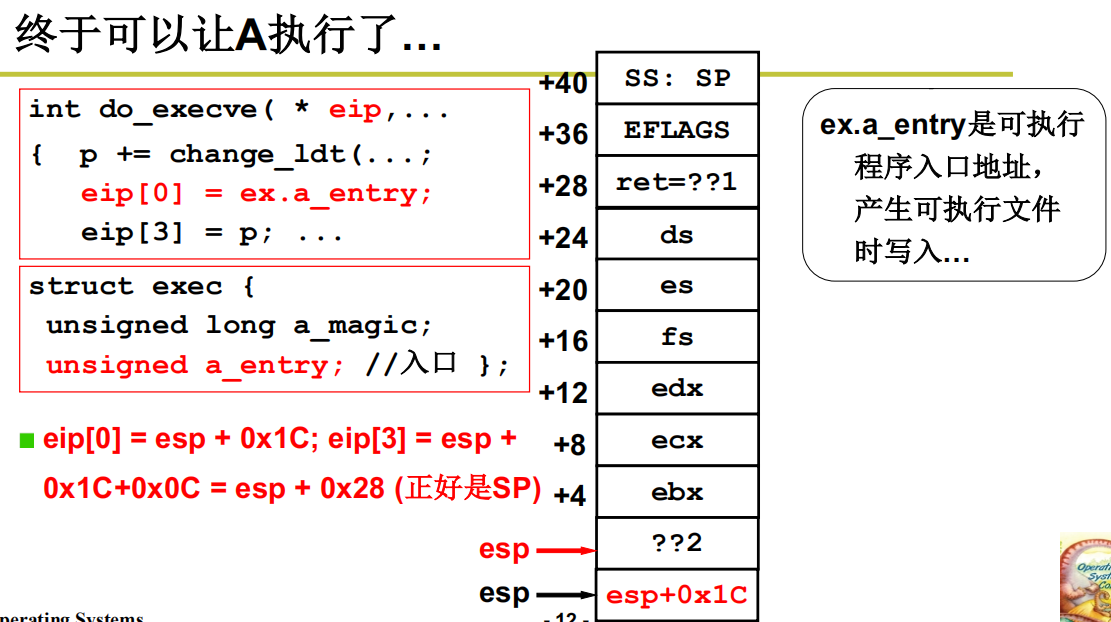 终于可以让A执行了…
int do_execve( * eip,...
{  p += change_ldt(...;
eip[0] = ex.a_entry;
eip[3] = p; ...
struct exec {
unsigned long a_magic;
unsigned a_entry; //入口 };
eip[0] = esp + 0x1C; eip[3] = esp +
0x1C+0x0C = esp + 0x28 (正好是SP)
+40 SS: SP
+36 EFLAGS
+28 ret=??1
+24 ds
+20 es
+16 fs
+12 edx
+8 ecx
+4 ebx
esp ??2
esp esp+0x1C
ex.a_entry是可执行
程序入口地址，
产生可执行文件
时写入…
perating Systems
- 12 -